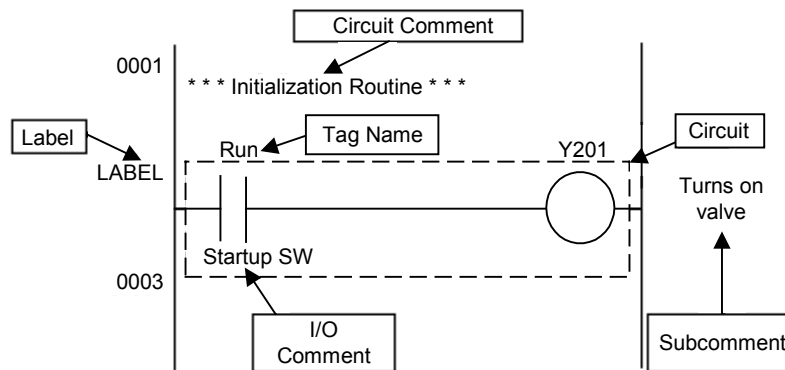 Circuit Comment
0001
* * * Initialization Routine * * *
Label
Tag Name
Circuit
Run
Y201
LABEL
Turns on
valve
Startup SW
0003
I/O
Comment
Subcomment